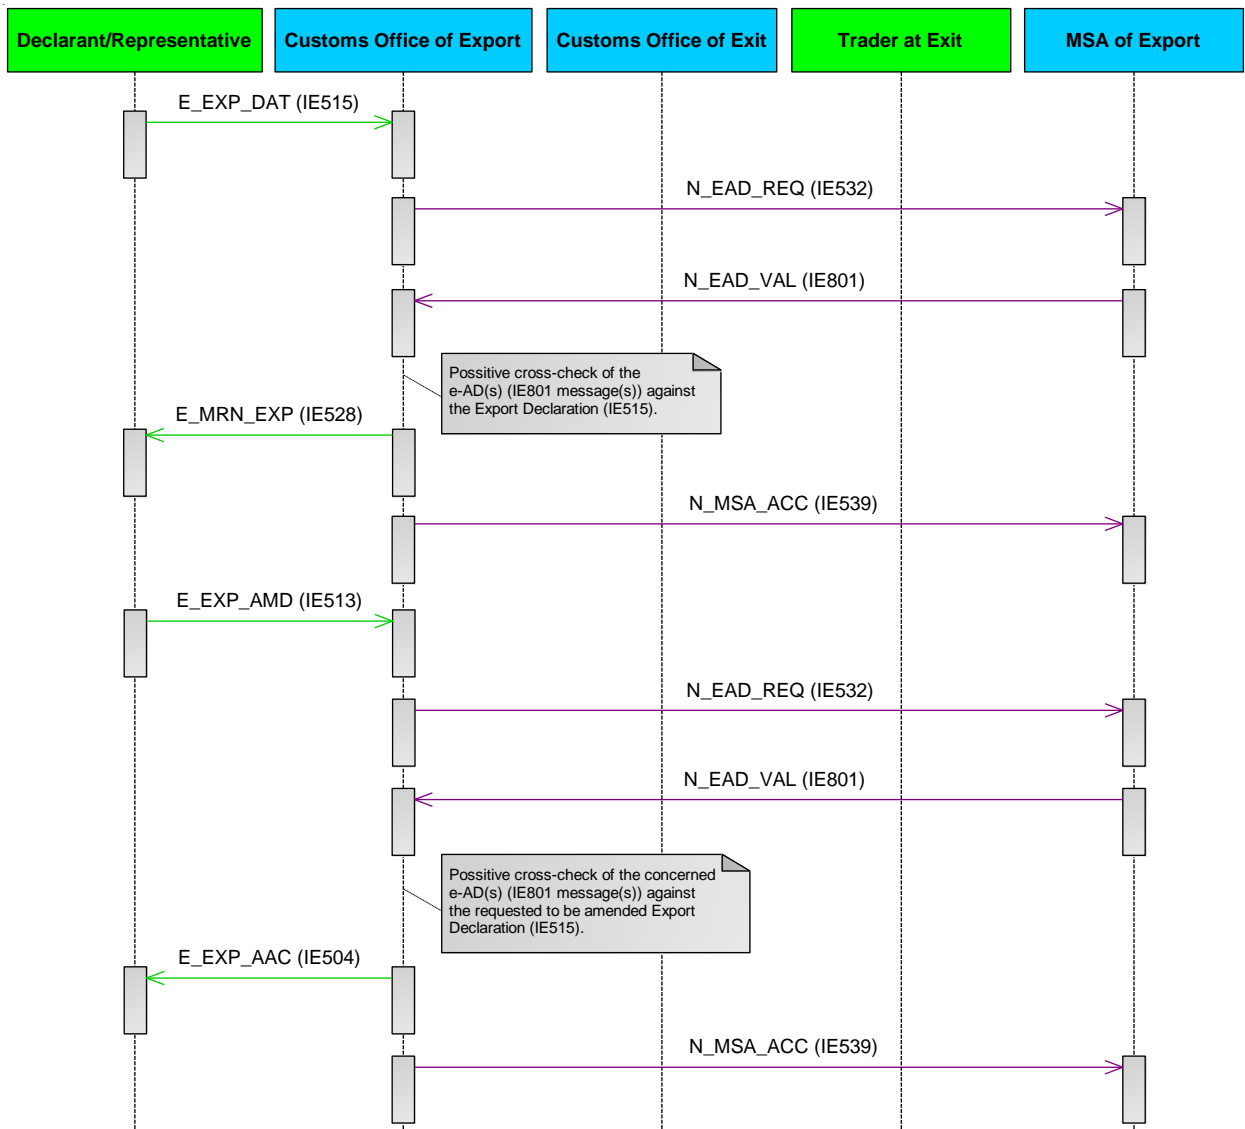 Declarant/Representative
Customs Office of Export
Customs Office of Exit
Trader at Exit
MSA of Export
E_EXP_DAT (IE515)
N_EAD_REQ (IE532)
N_EAD_VAL (IE801)
Possitive cross-check of the
e-AD(s) (IE801 message(s)) against
the Export Declaration (IE515).
E_MRN_EXP (IE528)
N_MSA_ACC (IE539)
E_EXP_AMD (IE513)
N_EAD_REQ (IE532)
N_EAD_VAL (IE801)
Possitive cross-check of the concerned
e-AD(s) (IE801 message(s)) against
the requested to be amended Export
Declaration (IE515).
E_EXP_AAC (IE504)
N_MSA_ACC (IE539)